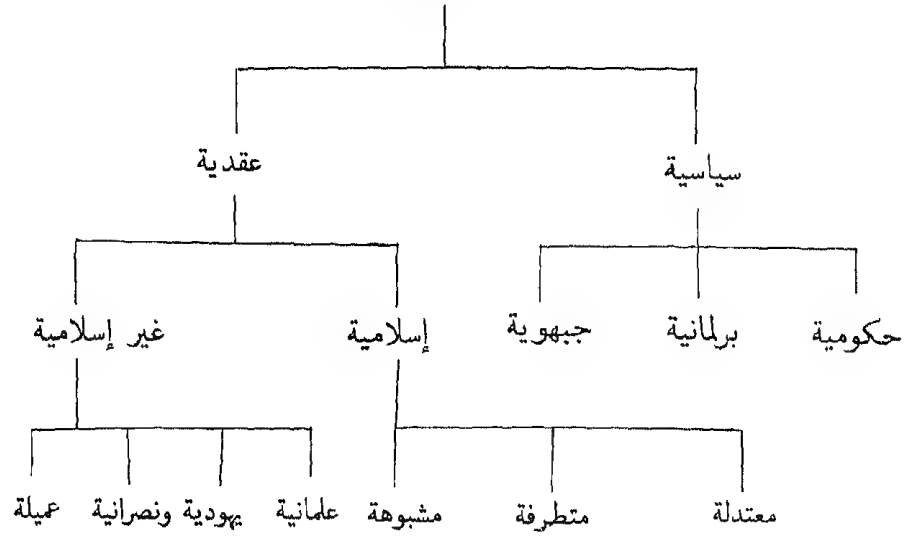 سياسية عقدية
حكومية برلمانية جبهوية إسلامية غير إسلامية
معتدلة متطرفة مشبوهة علمانية يهودية ونصرانية عميلة